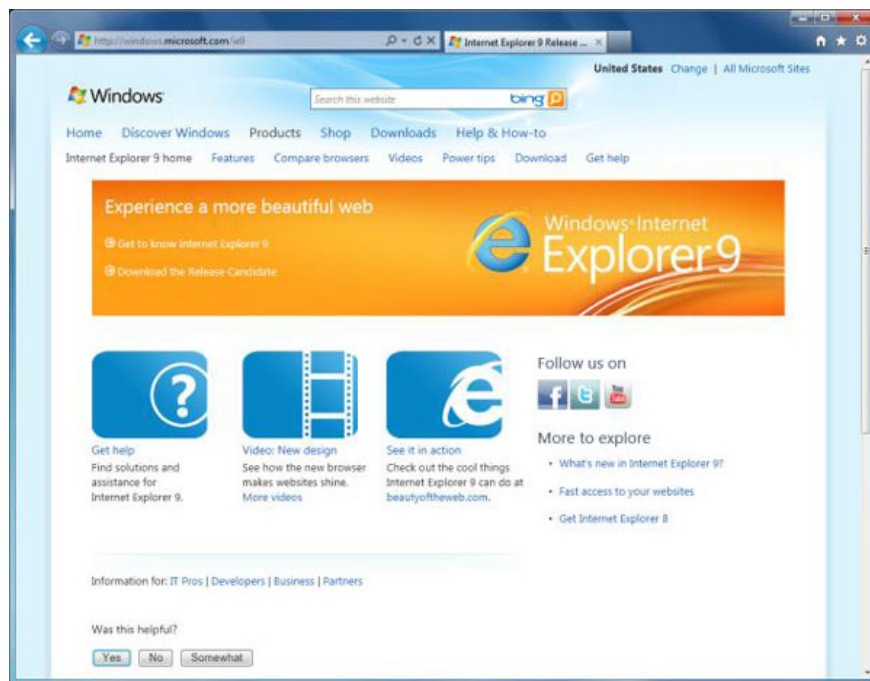 http://windows.microsoft.com/ie11
Internet Explorer 9 Release ...
United States Change | All Microsoft Sites
Windows
Search this website
bing
Home Discover Windows Products Shop Downloads Help & How-to
Internet Explorer 9 home Features Compare browsers Videos Power tips Download Get help
Experience a more beautiful web
Get to know Internet Explorer 9
Download the Release Candidate
Windows Internet
Explorer 9
Get help
Find solutions and
assistance for
Internet Explorer 9.
Video: New design
See how the new browser
makes websites shine.
More videos
See it in action
Check out the cool things
Internet Explorer 9 can do at
beautyoftheweb.com.
Follow us on
f
t
You
Tube
More to explore
• What's new in Internet Explorer 9?
• Fast access to your websites
• Get Internet Explorer 8
Information for: IT Pros | Developers | Business | Partners
Was this helpful?
Yes No Somewhat